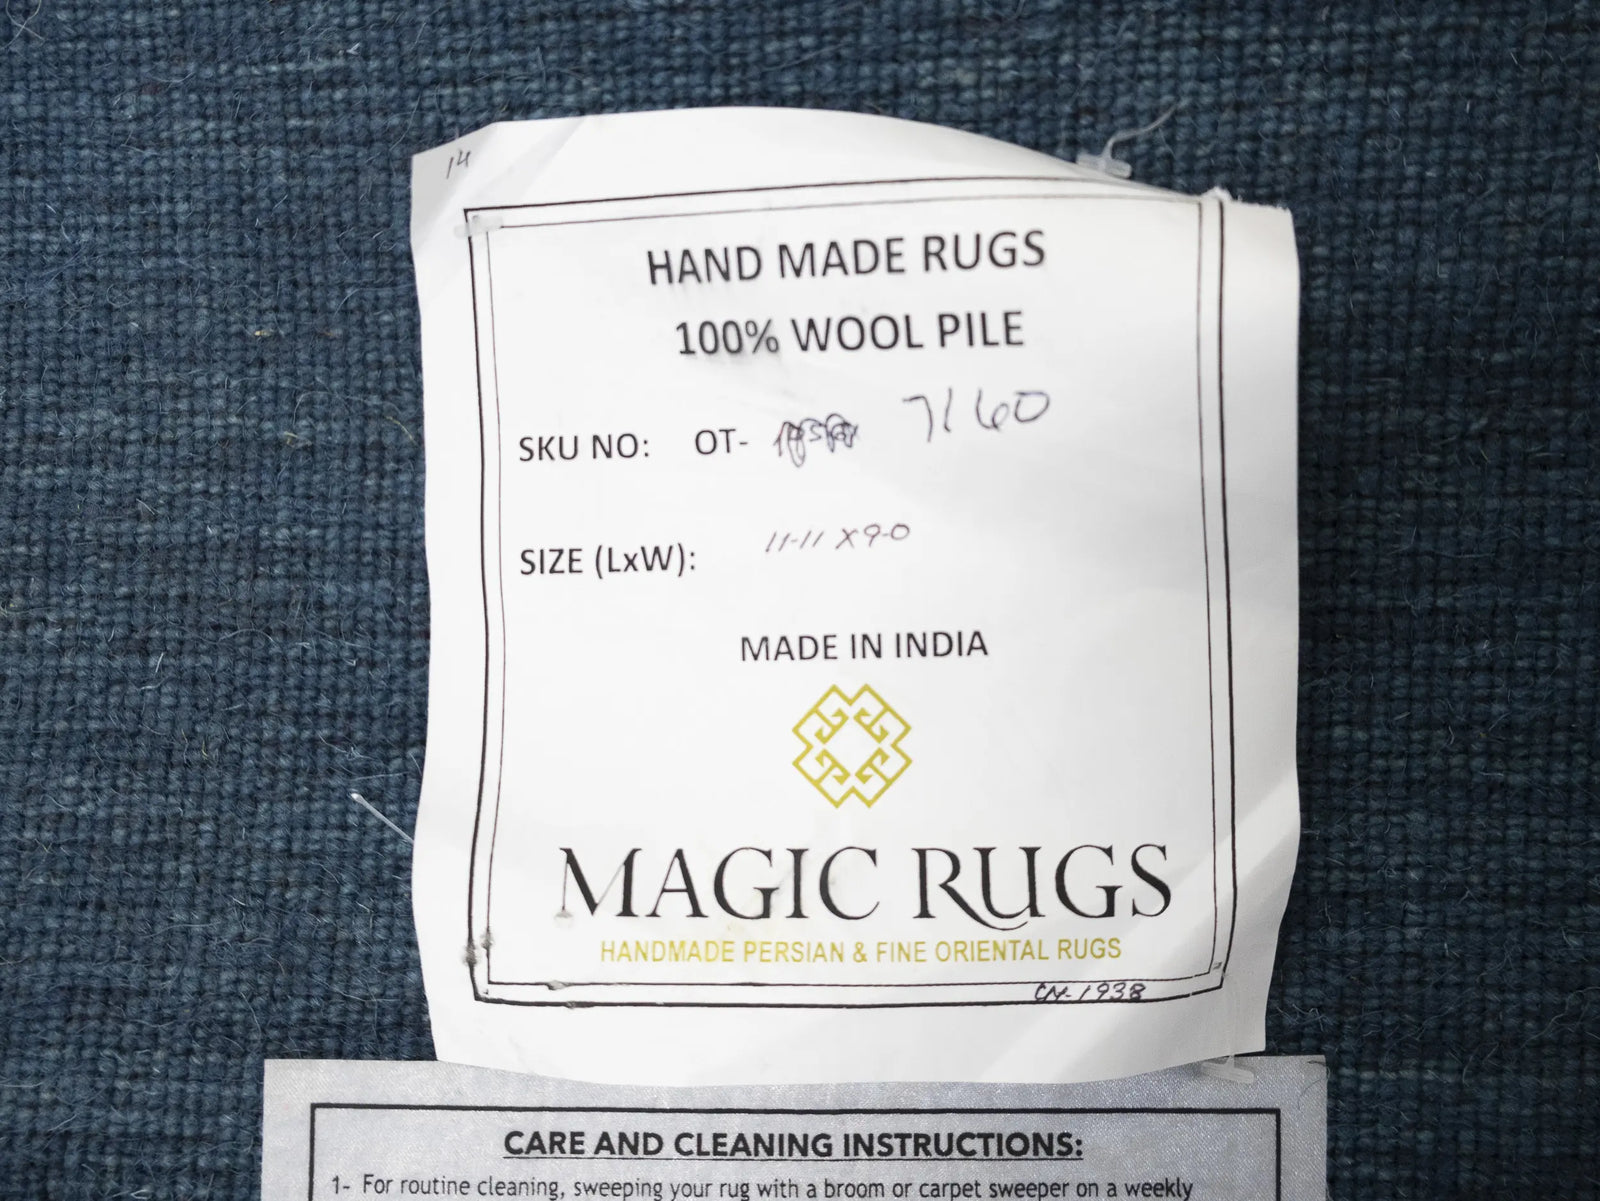 14
HAND MADE RUGS
100% WOOL PILE
SKU NO: OT- 7160
SIZE (LxW): 11-11 X 9-0
MADE IN INDIA
MAGIC RUGS
HANDMADE PERSIAN & FINE ORIENTAL RUGS
CN-1938
CARE AND CLEANING INSTRUCTIONS:
1- For routine cleaning, sweeping your rug with a broom or carpet sweeper on a weekly